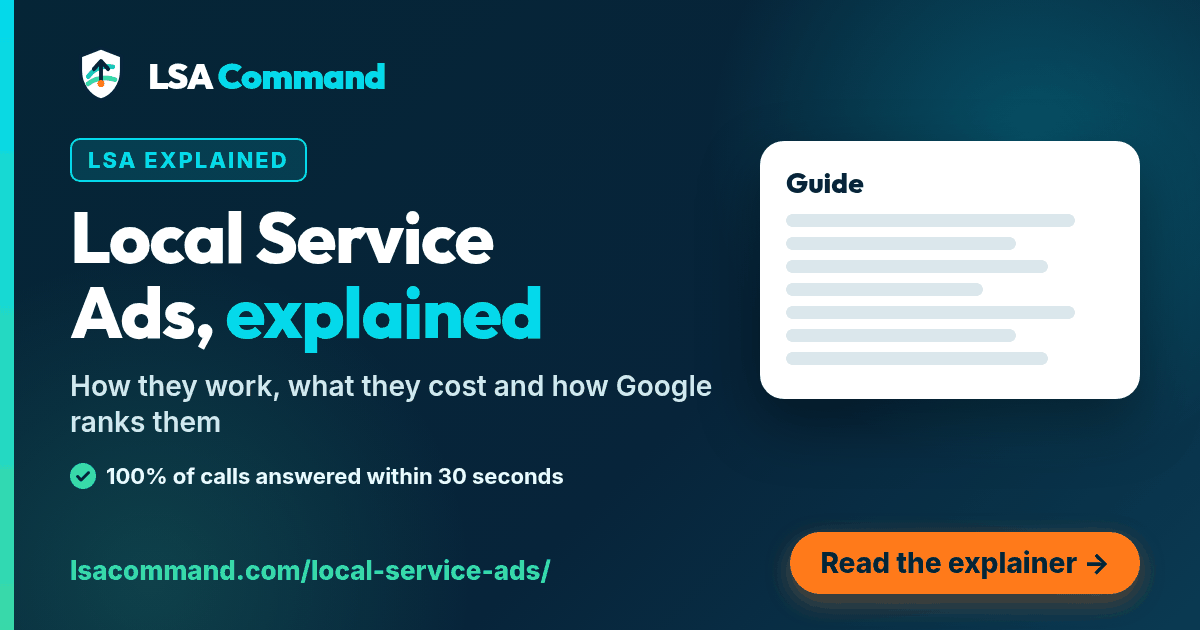 LSA Command
LSA EXPLAINED
Local Service
Ads, explained
How they work, what they cost and how Google
ranks them
100% of calls answered within 30 seconds
lsacommand.com/local-service-ads/
Guide
Read the explainer →